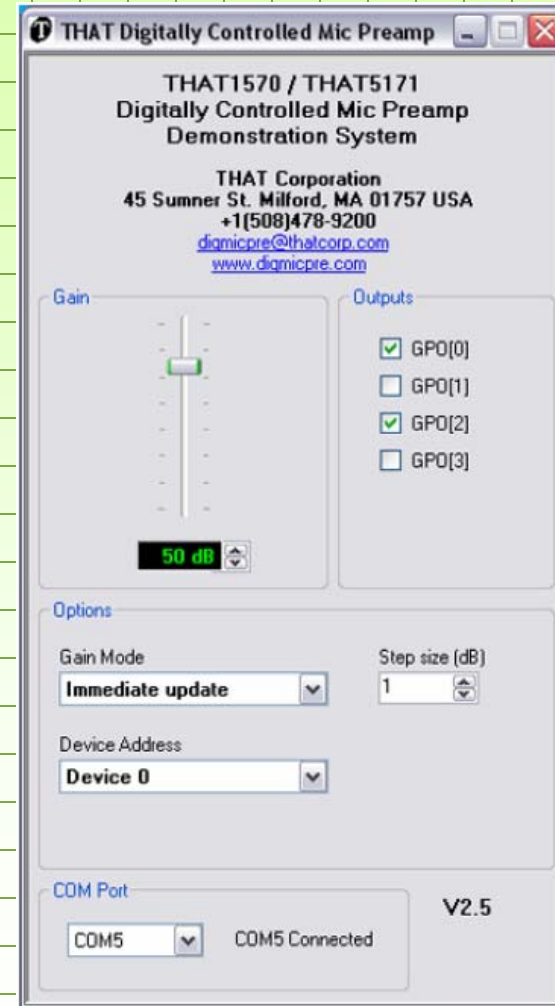 THAT Digitally Controlled Mic Preamp
THAT1570 / THAT5171
Digitally Controlled Mic Preamp
Demonstration System
THAT Corporation
45 Sumner St. Milford, MA 01757 USA
+1(508)478-9200
digmicpre@thatcorp.com
www.digmicpre.com
Gain
50 dB
Outputs
GPO[0]
GPO[1]
GPO[2]
GPO[3]
Options
Gain Mode
Immediate update
Step size (dB)
1
Device Address
Device 0
COM Port
COM5
COM5 Connected
V2.5